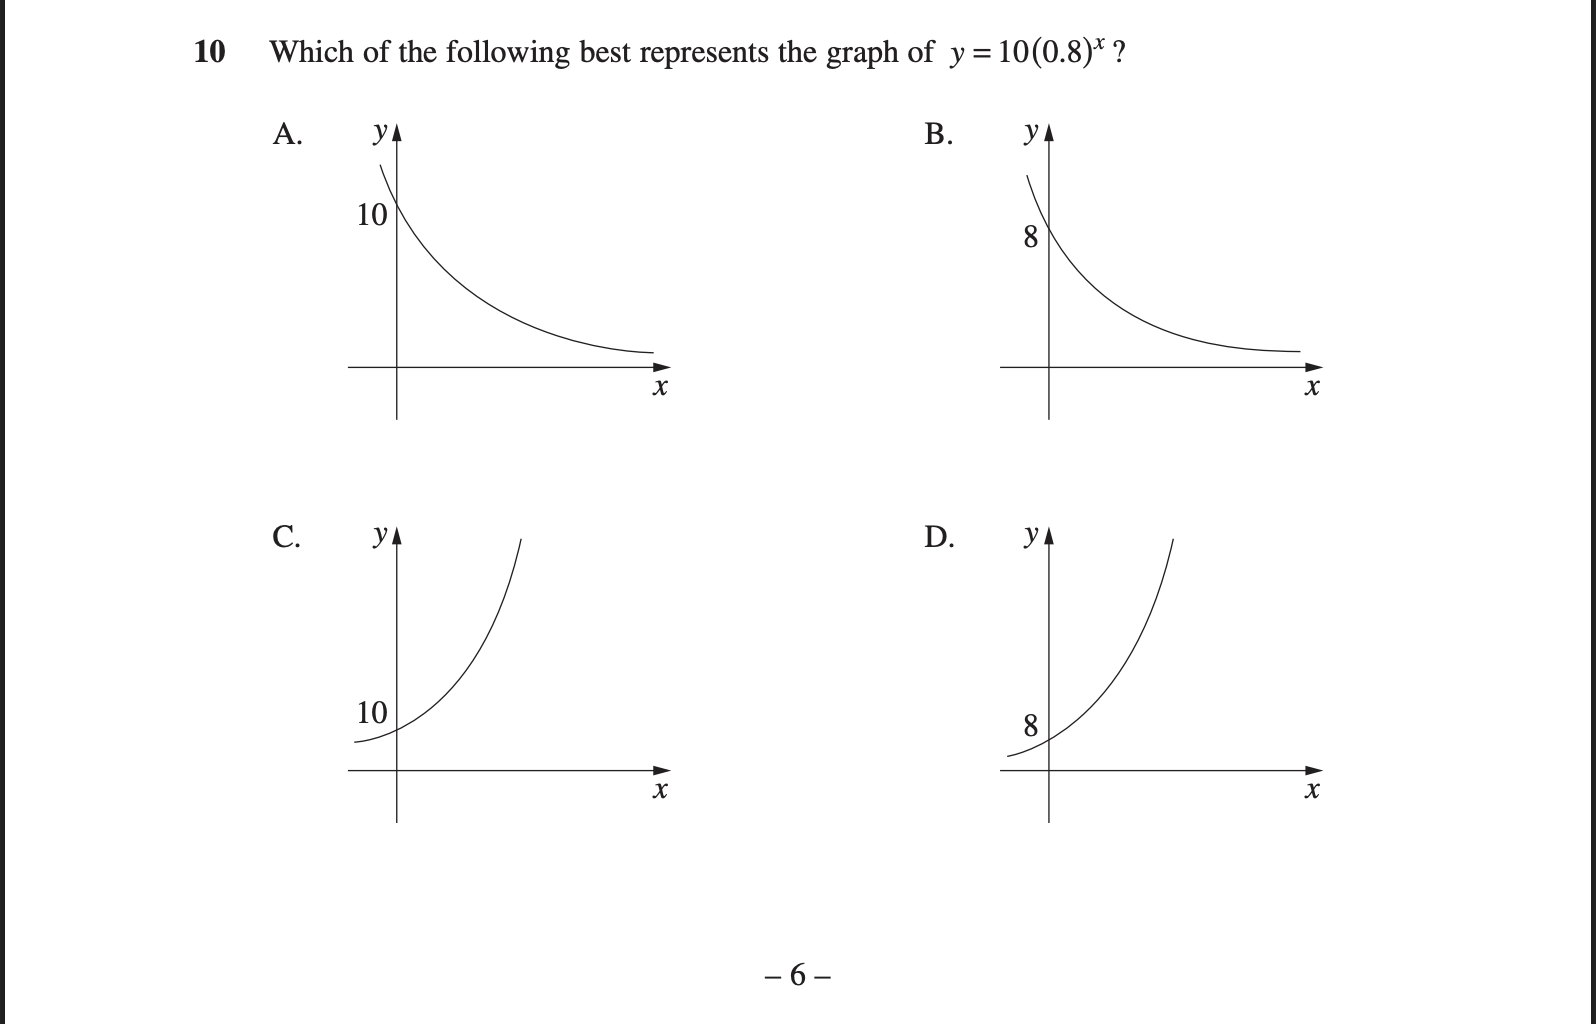 10 Which of the following best represents the graph of y = 10(0.8)ˣ ?
A. y
10
x
B. y
8
x
C. y
10
x
D. y
8
x
– 6 –